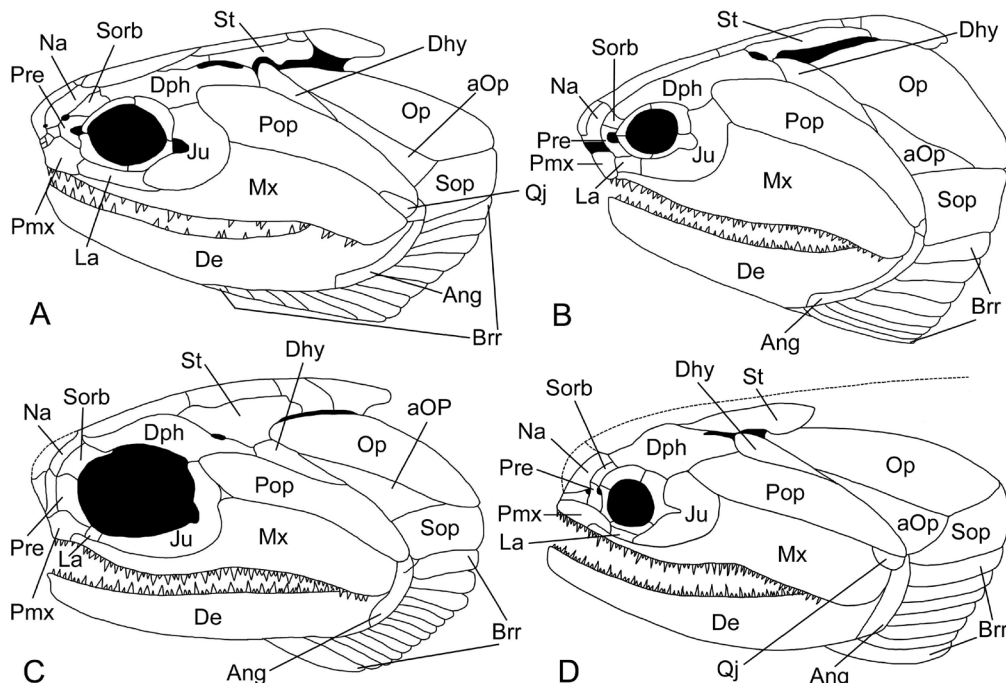 St
Na
Sorb
Dhy
Pre
Dph
aOp
Op
Pop
Ju
Sop
Mx
Qj
Pmx
La
De
Ang
A
Brr
St
Sorb
Dhy
Na
Dph
Op
Pre
Pop
Pmx
Ju
aOp
La
Mx
Sop
De
B
Ang
Brr
Dhy
St
Sorb
aOP
Na
Dph
Op
Pop
Sop
Pre
La
Ju
Mx
Pmx
De
Brr
C
Ang
Dhy
St
Sorb
Na
Dph
Op
Pre
Pop
Pmx
Ju
aOp
Sop
La
Mx
De
Brr
D
Qj
Ang